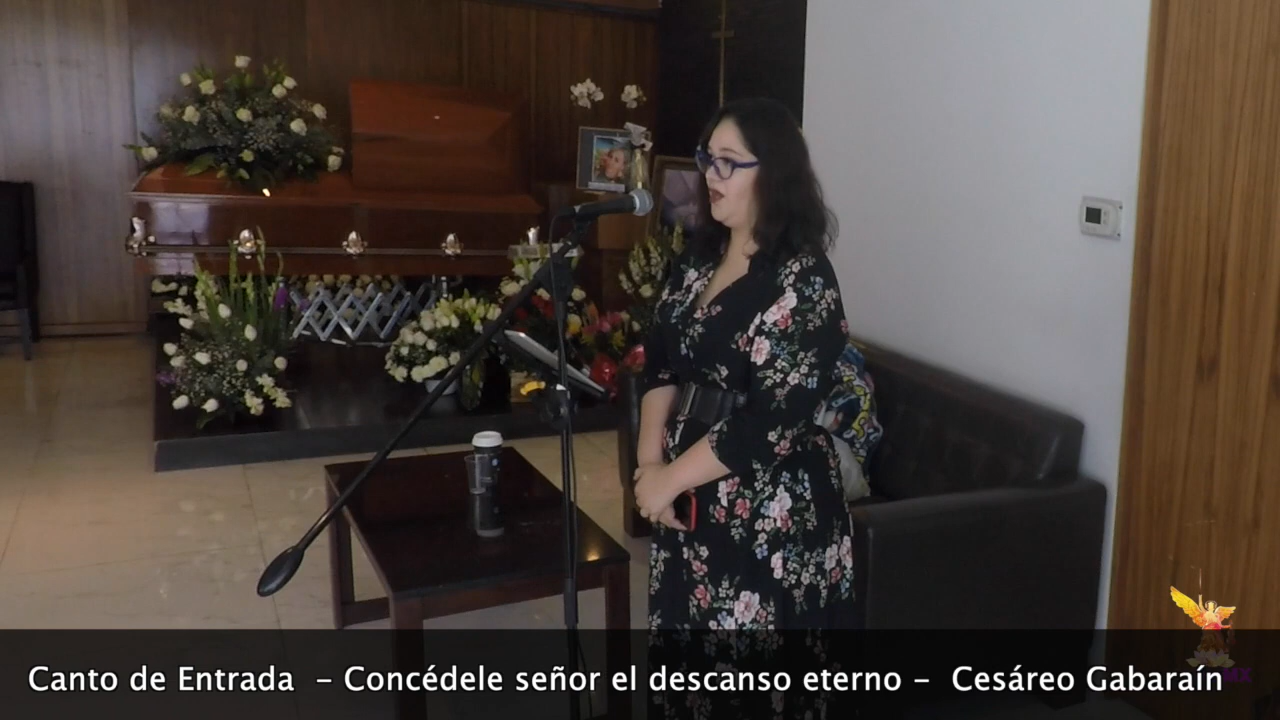 Canto de Entrada - Concédele señor el descanso eterno - Cesáreo Gabaraín